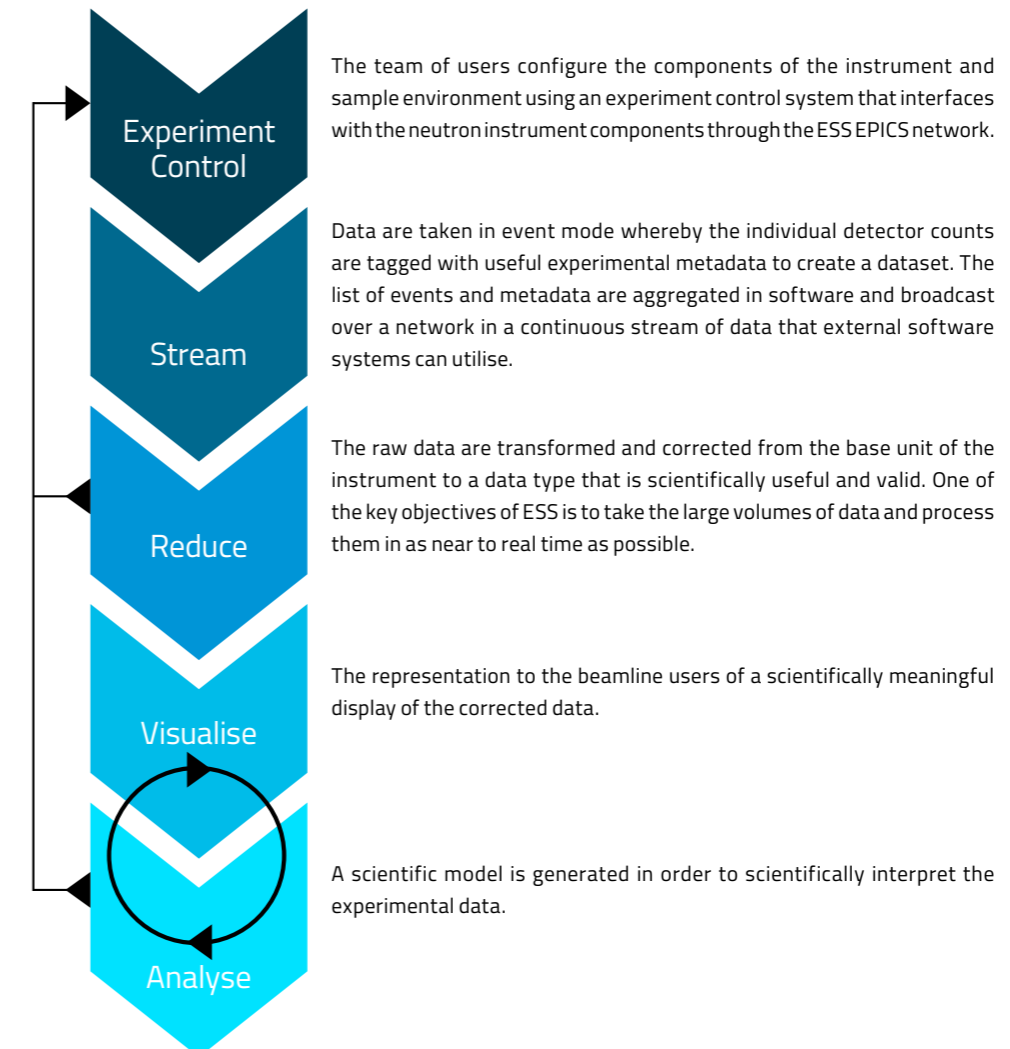 Experiment
Control
The team of users configure the components of the instrument and
sample environment using an experiment control system that interfaces
with the neutron instrument components through the ESS EPICS network.
Stream
Data are taken in event mode whereby the individual detector counts
are tagged with useful experimental metadata to create a dataset. The
list of events and metadata are aggregated in software and broadcast
over a network in a continuous stream of data that external software
systems can utilise.
Reduce
The raw data are transformed and corrected from the base unit of the
instrument to a data type that is scientifically useful and valid. One of
the key objectives of ESS is to take the large volumes of data and process
them in as near to real time as possible.
Visualise
The representation to the beamline users of a scientifically meaningful
display of the corrected data.
Analyse
A scientific model is generated in order to scientifically interpret the
experimental data.